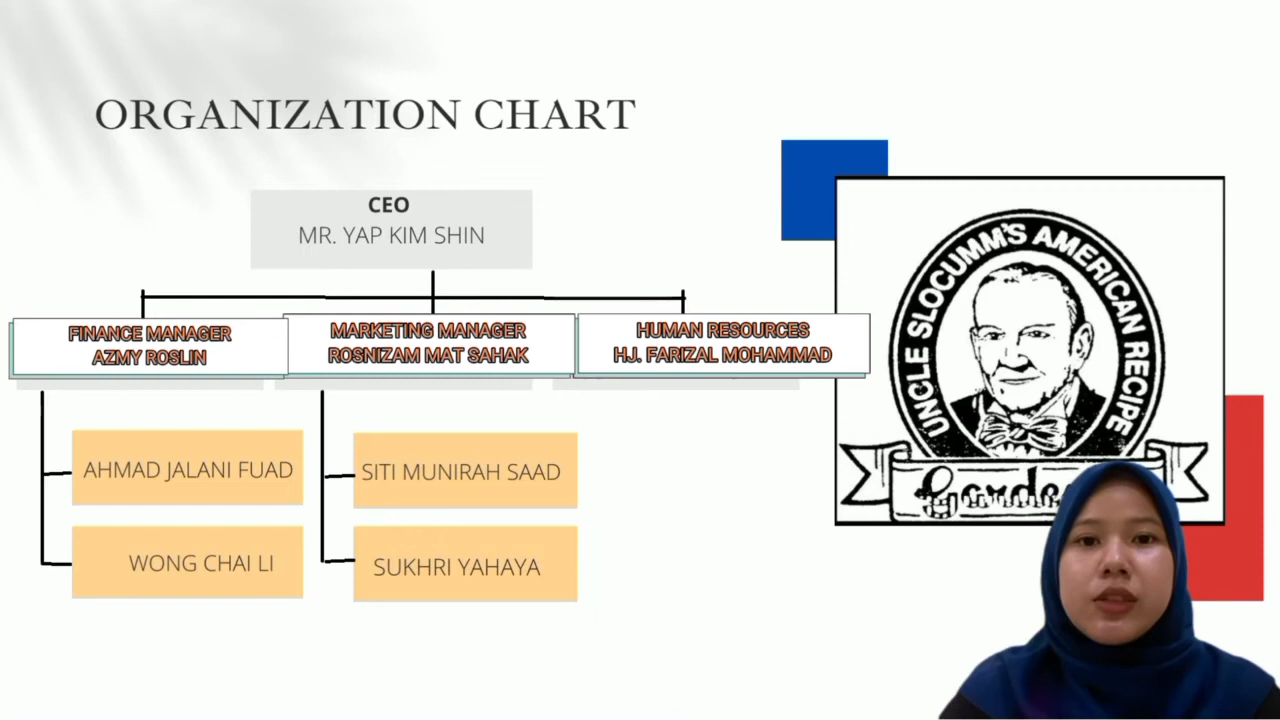 ORGANIZATION CHART
CEO
MR. YAP KIM SHIN
FINANCE MANAGER
AZMY ROSLIN
MARKETING MANAGER
ROSNIZAM MAT SAHAK
HUMAN RESOURCES
HJ. FARIZAL MOHAMMAD
AHMAD JALANI FUAD
WONG CHAI LI
SITI MUNIRAH SAAD
SUKHRI YAHAYA
UNCLE SLOCUMM'S AMERICAN RECIPE